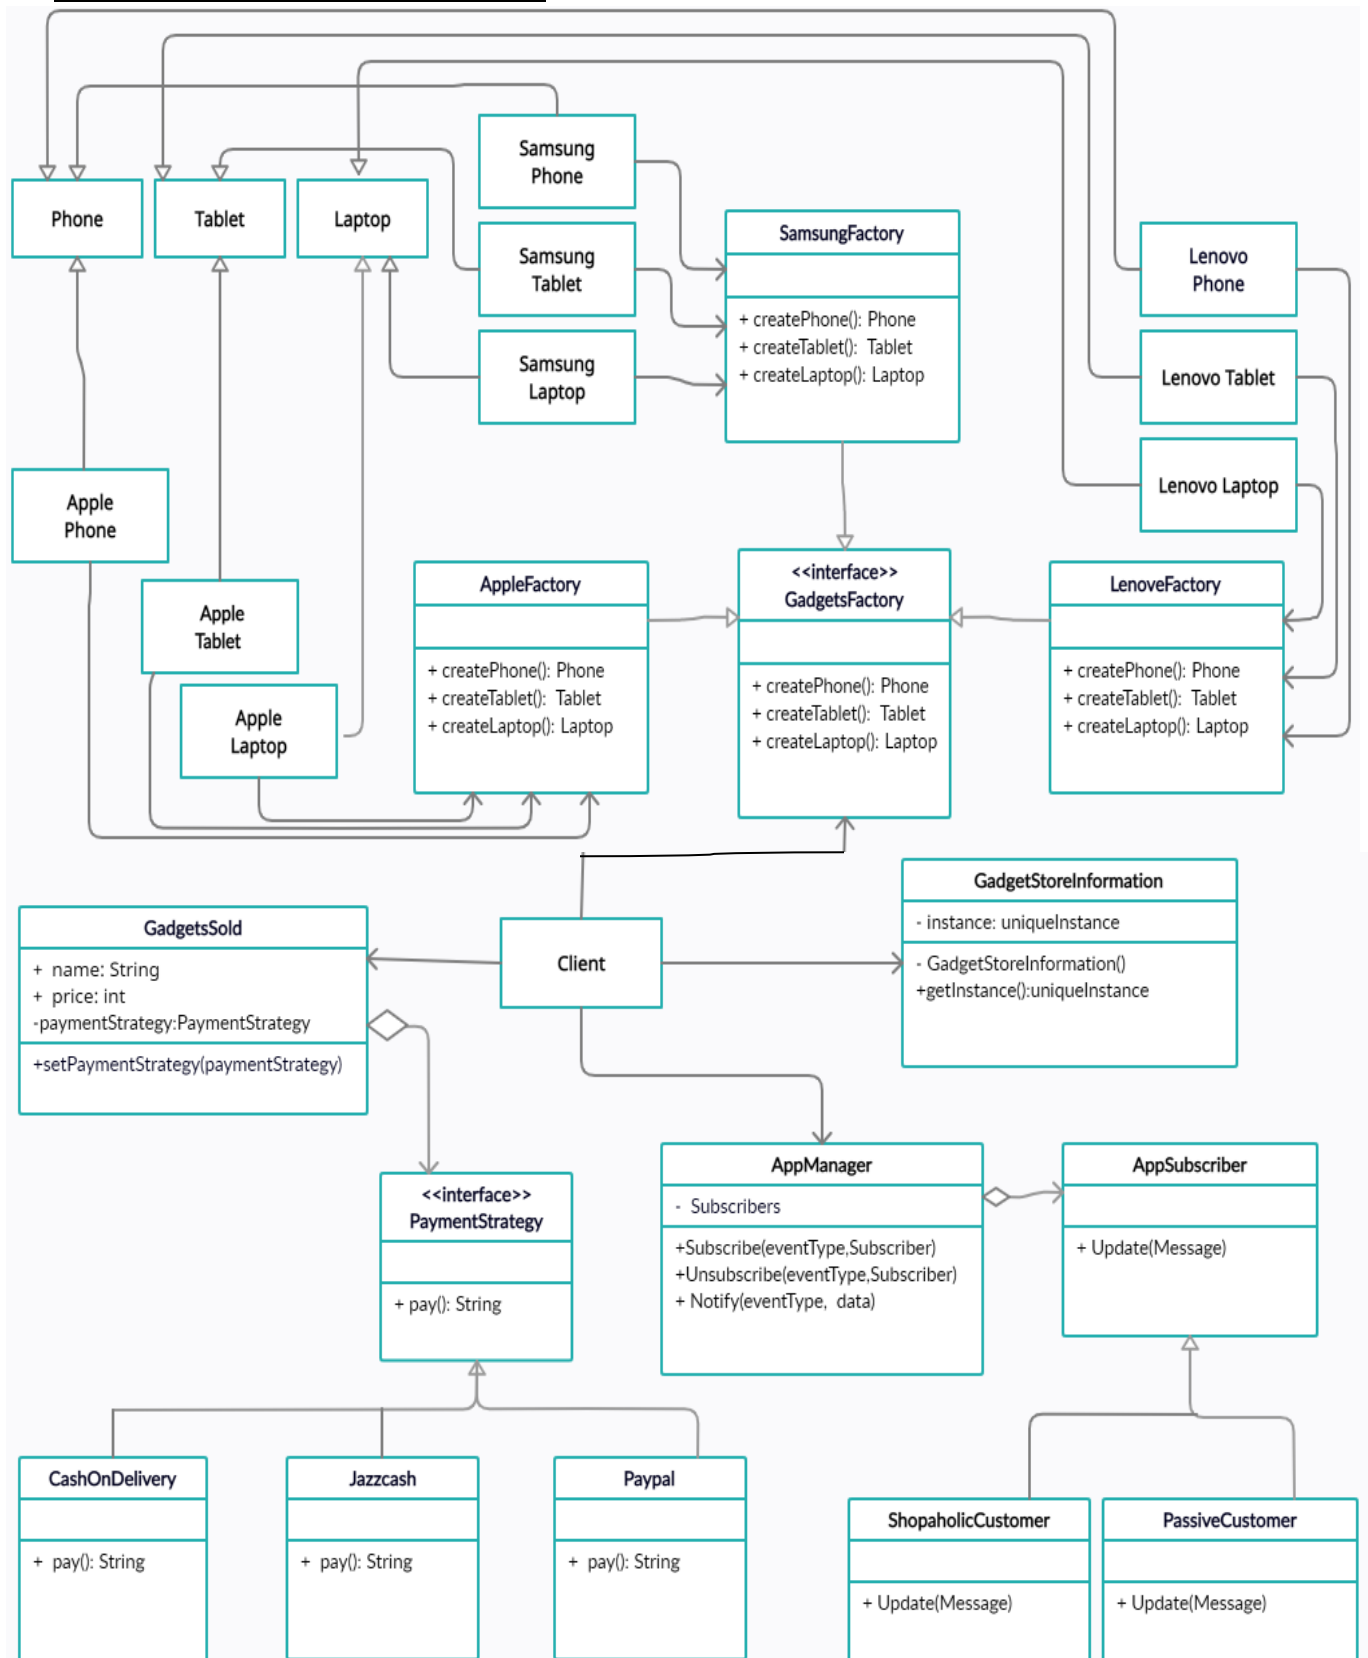 Samsung
Phone
Phone
Tablet
Laptop
Samsung
Tablet
SamsungFactory
+ createPhone(): Phone
+ createTablet():  Tablet
+ createLaptop(): Laptop
Lenovo
Phone
Samsung
Laptop
Lenovo Tablet
Lenovo Laptop
Apple
Phone
Apple
Tablet
Apple
Laptop
AppleFactory
+ createPhone(): Phone
+ createTablet():  Tablet
+ createLaptop(): Laptop
<<interface>>
GadgetsFactory
+ createPhone(): Phone
+ createTablet():  Tablet
+ createLaptop(): Laptop
LenoveFactory
+ createPhone(): Phone
+ createTablet():  Tablet
+ createLaptop(): Laptop
GadgetsSold
+  name: String
+  price: int
-paymentStrategy:PaymentStrategy
+setPaymentStrategy(paymentStrategy)
Client
GadgetStoreInformation
- instance: uniqueInstance
- GadgetStoreInformation()
+getInstance():uniqueInstance
<<interface>>
PaymentStrategy
+ pay(): String
AppManager
-  Subscribers
+Subscribe(eventType,Subscriber)
+Unsubscribe(eventType,Subscriber)
+ Notify(eventType,  data)
AppSubscriber
+ Update(Message)
CashOnDelivery
+  pay(): String
Jazzcash
+  pay(): String
Paypal
+  pay(): String
ShopaholicCustomer
+ Update(Message)
PassiveCustomer
+ Update(Message)